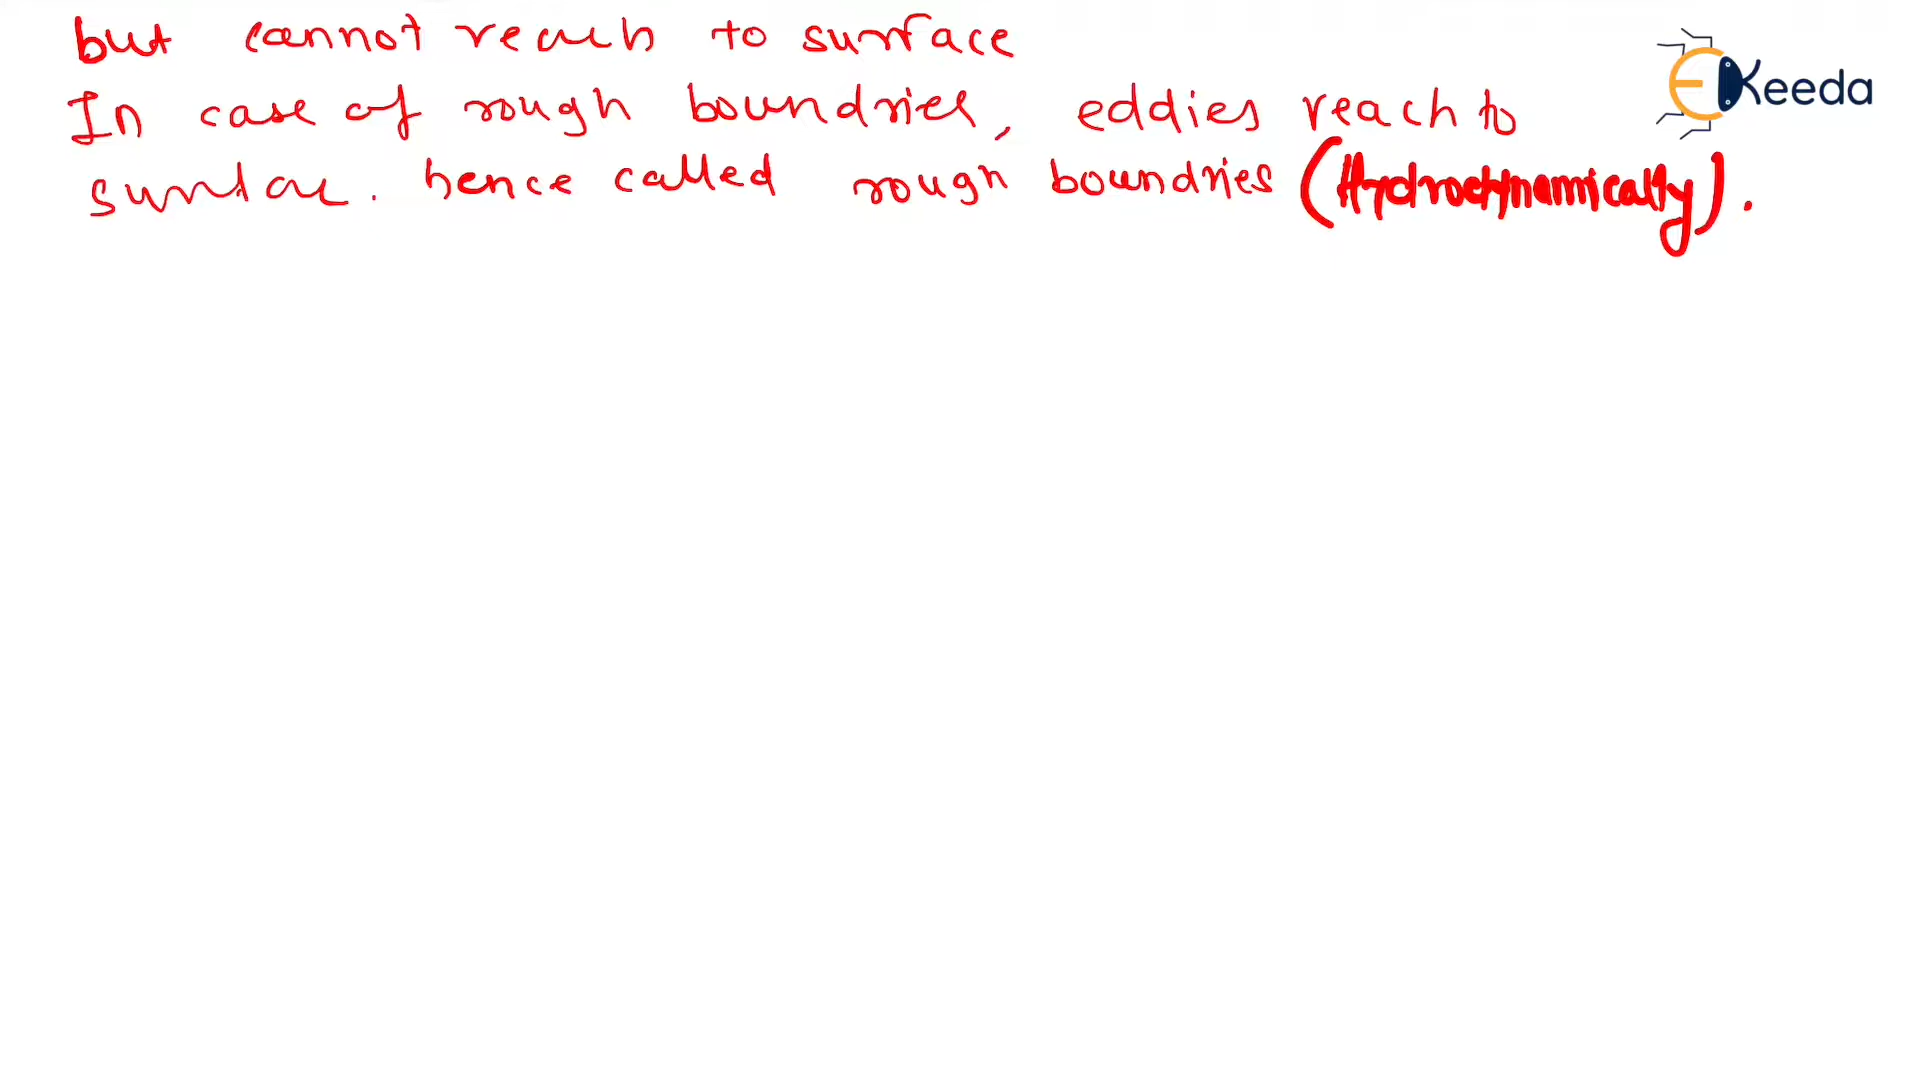 but cannot reach to surface
In case of rough boundries, eddies reach to
surface. hence called rough boundries (Hydrodynamically).
EKeeda